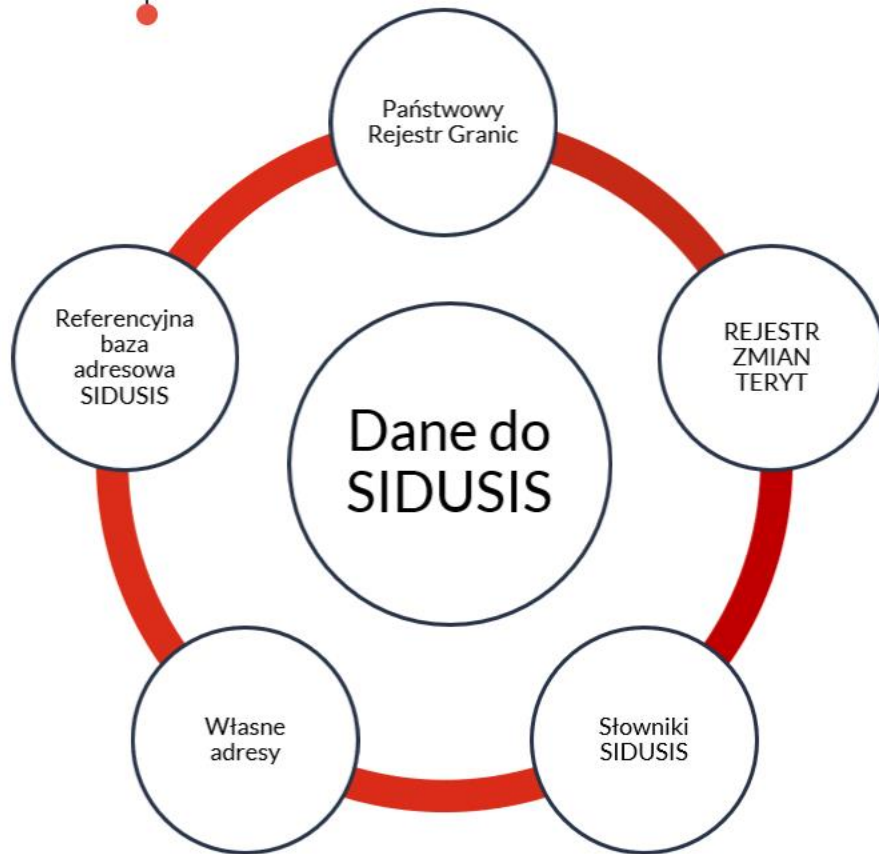 Państwowy
Rejestr Granic
Referencyjna
baza
adresowa
SIDUSIS
REJESTR
ZMIAN
TERYT
Dane do
SIDUSIS
Własne
adresy
Słowniki
SIDUSIS